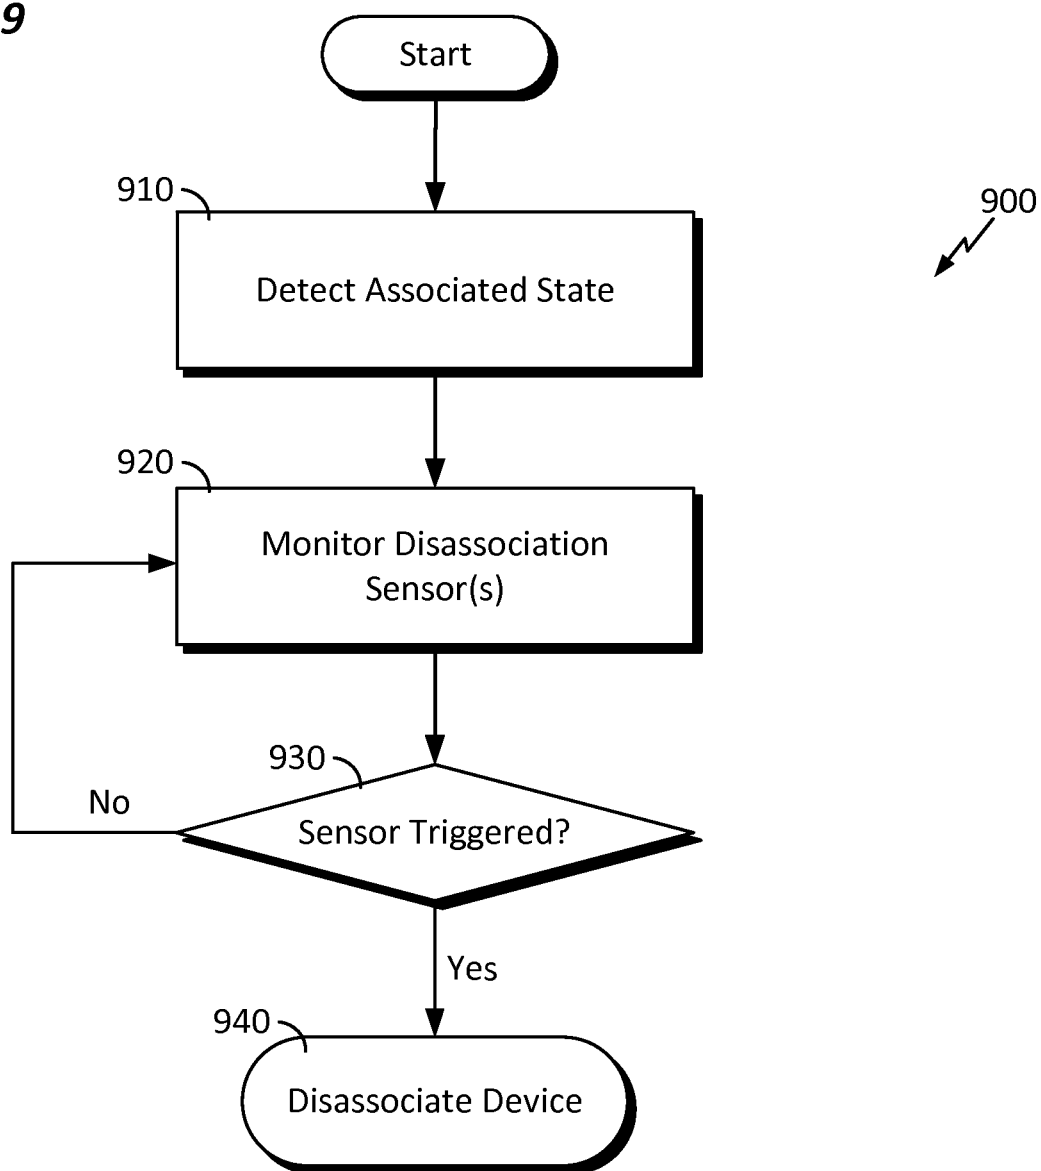 9
Start
910
900
Detect Associated State
920
Monitor Disassociation
Sensor(s)
930
No
Sensor Triggered?
Yes
940
Disassociate Device